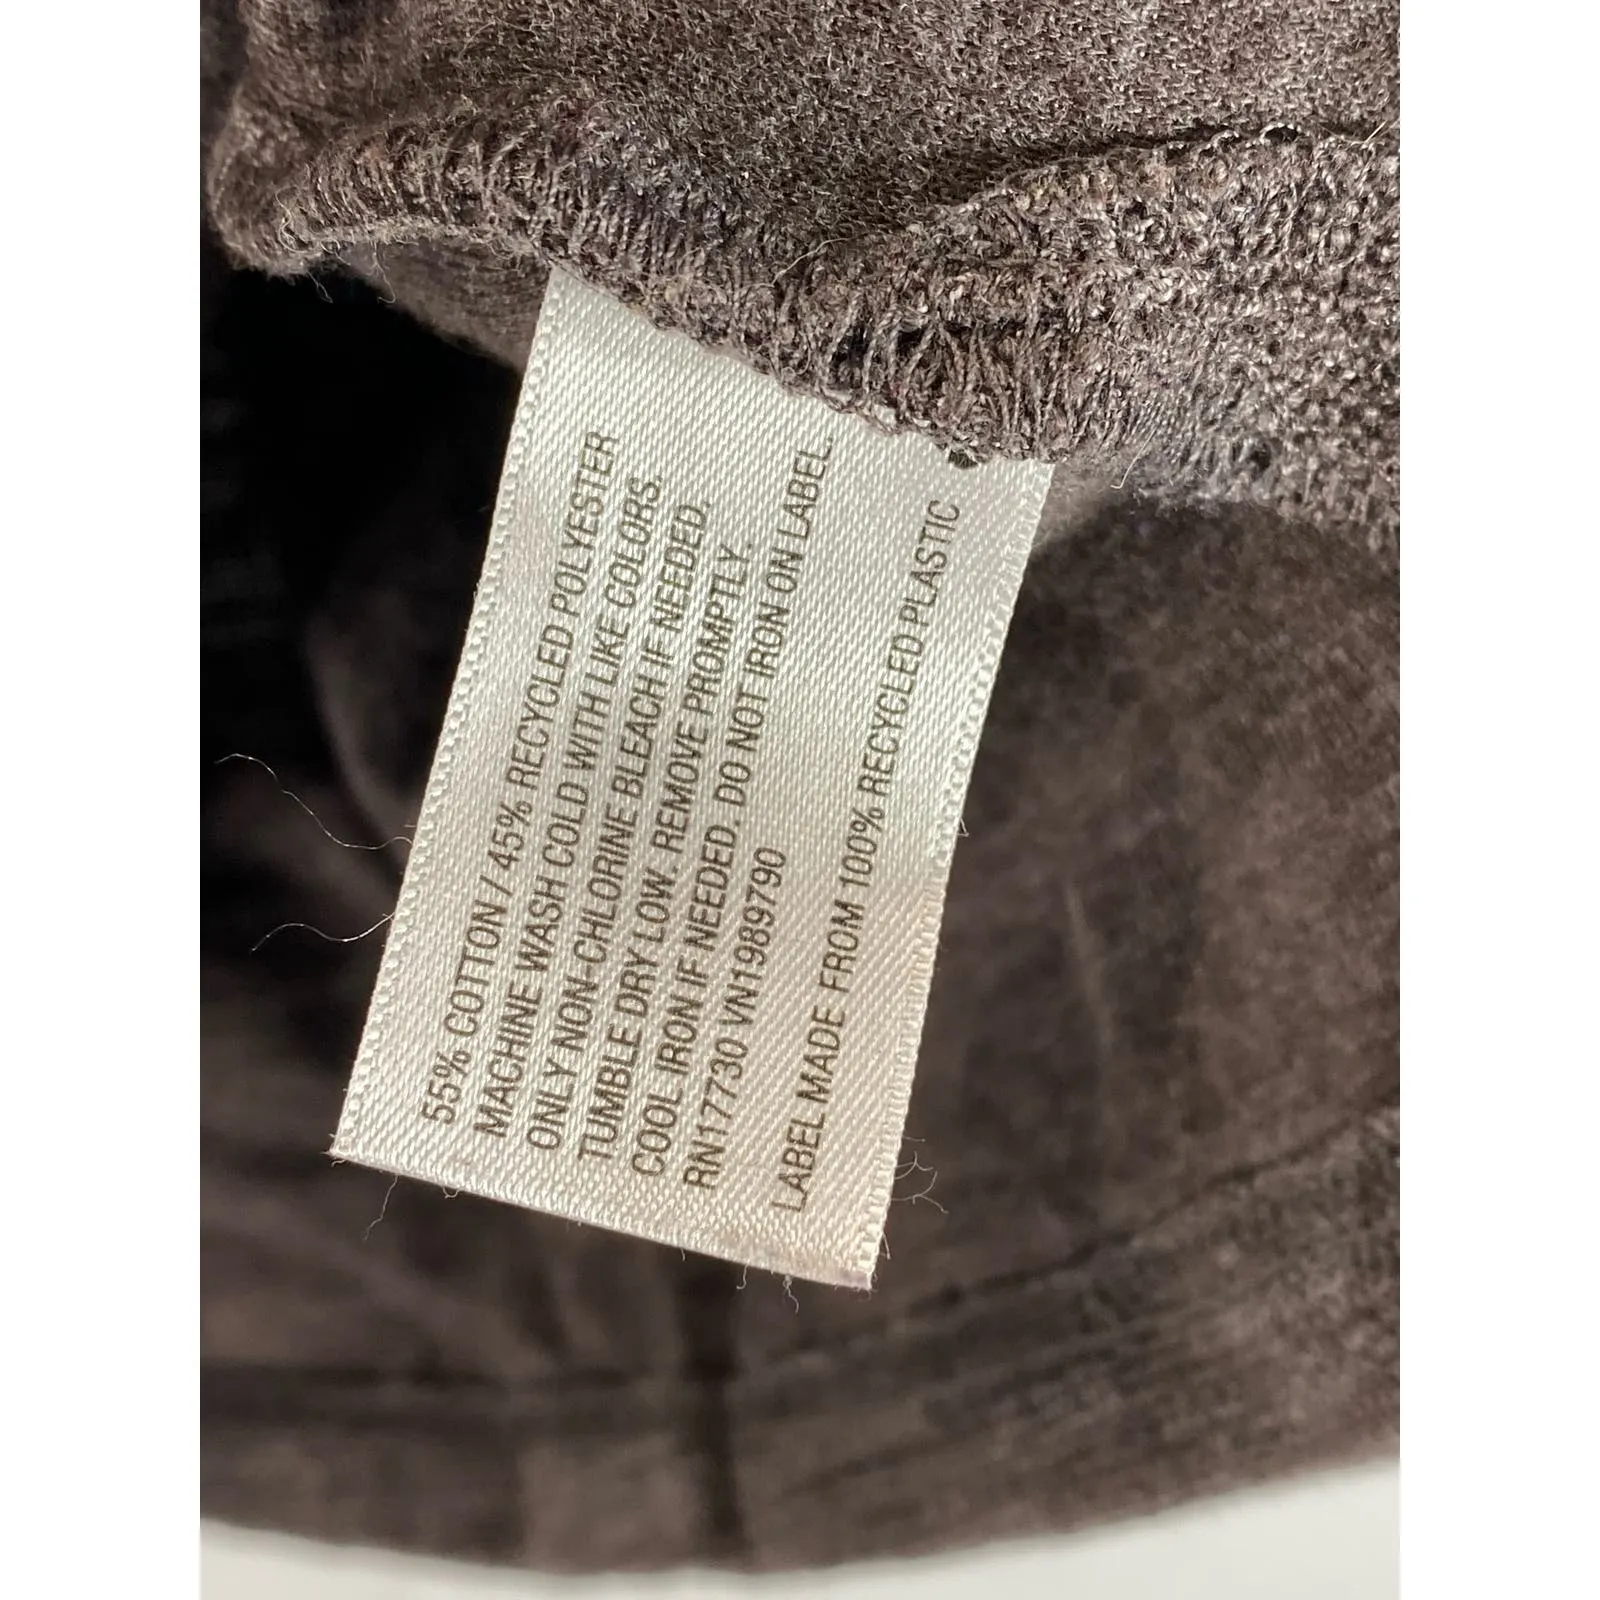 55% COTTON / 45% RECYCLED POLYESTER
MACHINE WASH COLD WITH LIKE COLORS.
ONLY NON-CHLORINE BLEACH IF NEEDED.
TUMBLE DRY LOW. REMOVE PROMPTLY.
COOL IRON IF NEEDED. DO NOT IRON ON LABEL.
RN17730 VN1989790
LABEL MADE FROM 100% RECYCLED PLASTIC